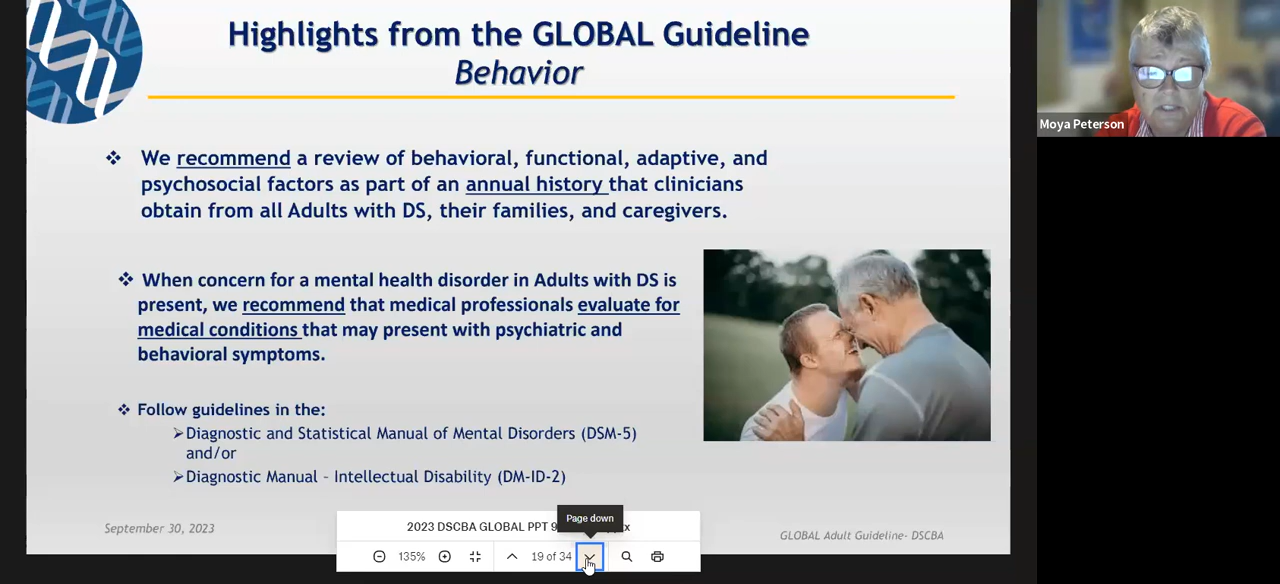 Highlights from the GLOBAL Guideline
Behavior
Moya Peterson
We recommend a review of behavioral, functional, adaptive, and
psychosocial factors as part of an annual history that clinicians
obtain from all Adults with DS, their families, and caregivers.
When concern for a mental health disorder in Adults with DS is
present, we recommend that medical professionals evaluate for
medical conditions that may present with psychiatric and
behavioral symptoms.
Follow guidelines in the:
Diagnostic and Statistical Manual of Mental Disorders (DSM-5)
and/or
Diagnostic Manual - Intellectual Disability (DM-ID-2)
September 30, 2023
Page down
2023 DSCBA GLOBAL PPT 9
GLOBAL Adult Guideline- DSCBA
135%
19 of 34